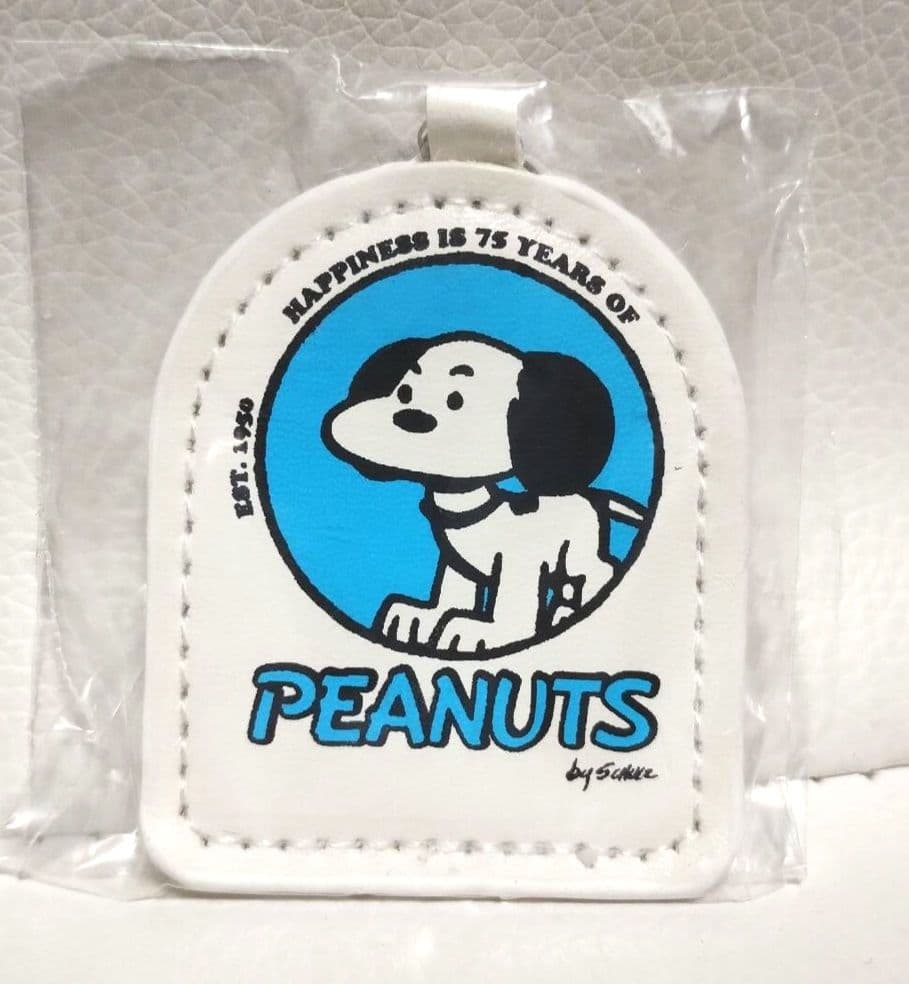 HAPPINESS IS 75 YEARS OF
EST. 1950
PEANUTS
by Schulz